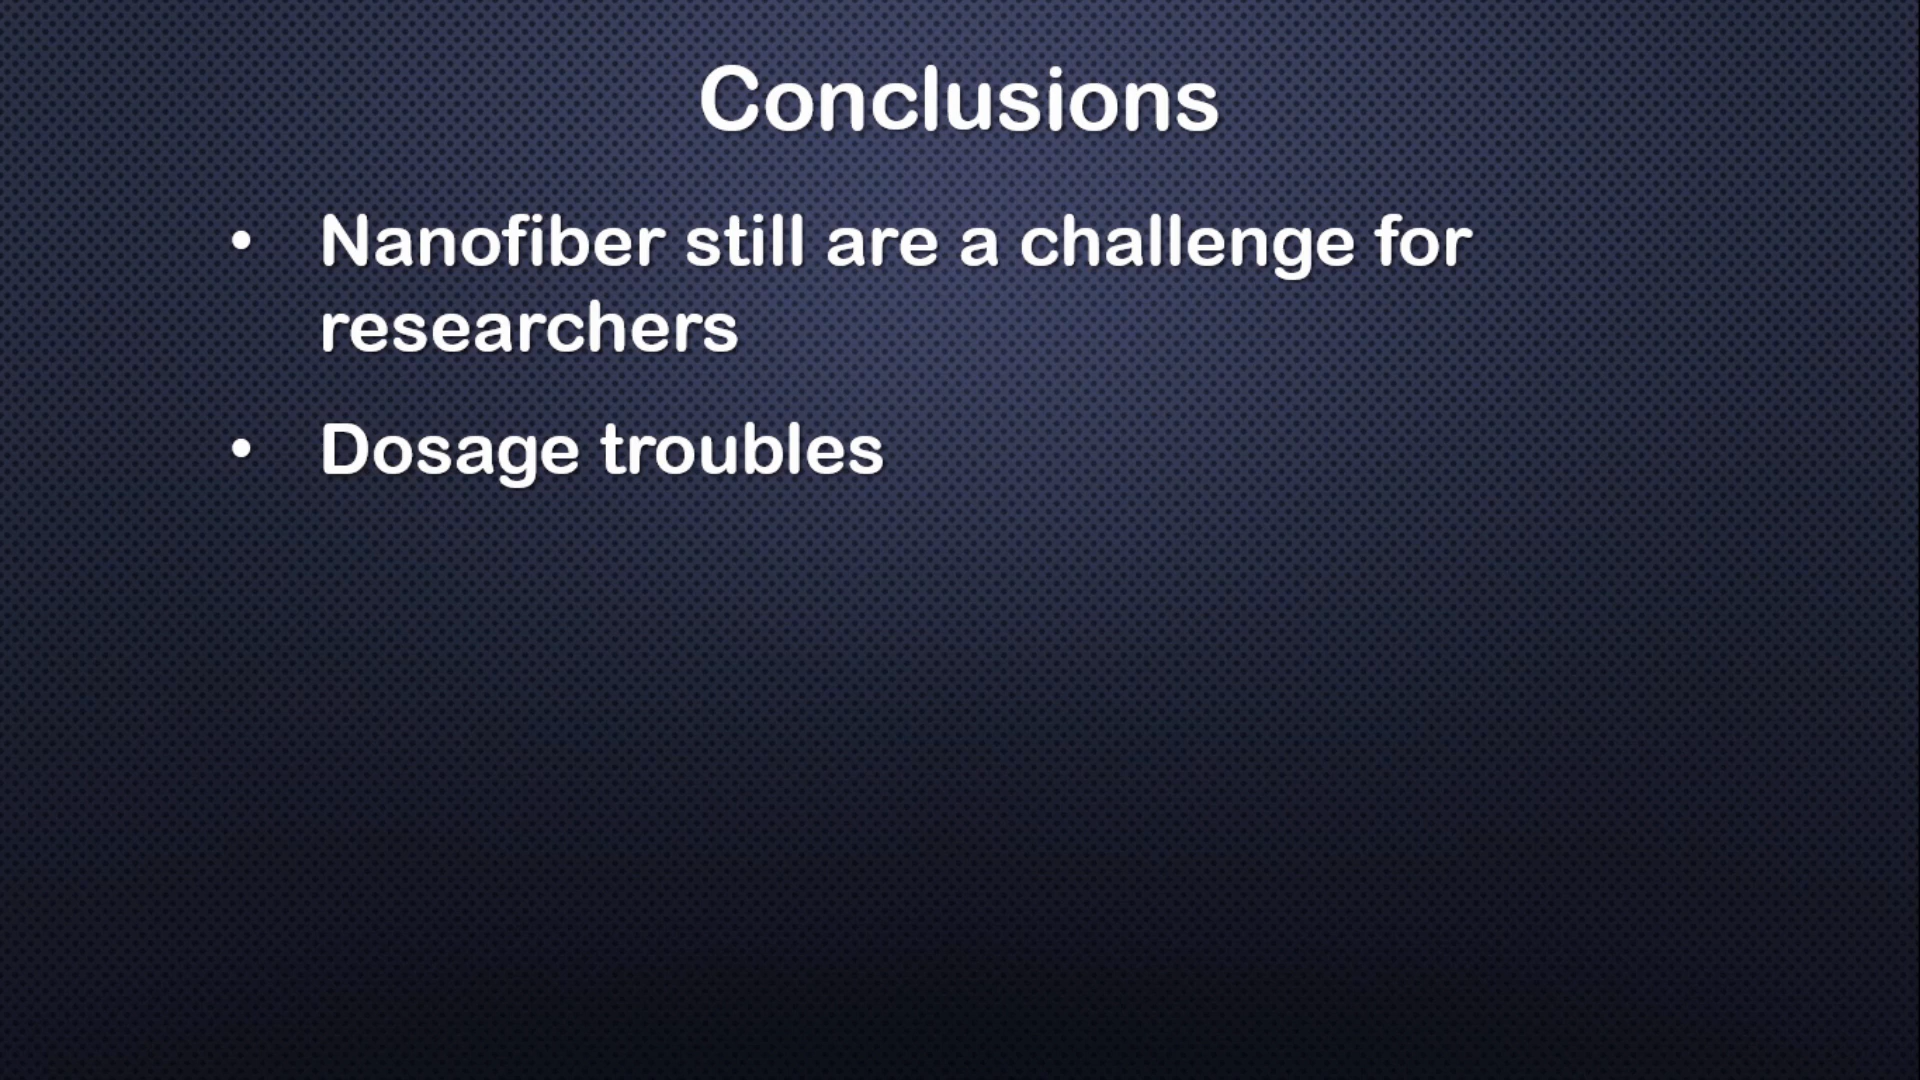 Conclusions
• Nanofiber still are a challenge for
researchers
• Dosage troubles